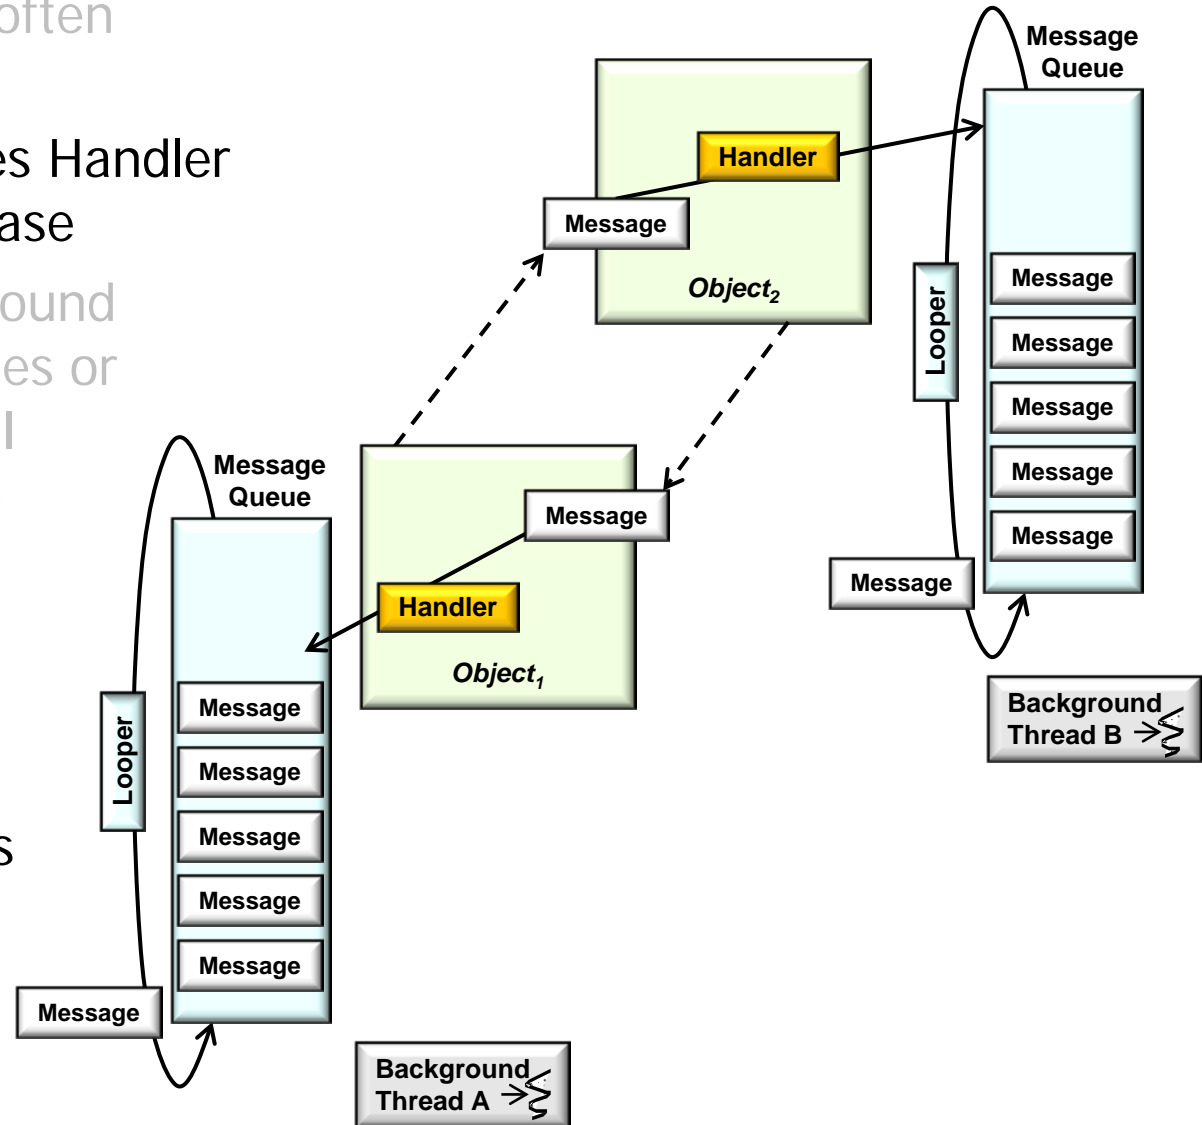 often
es Handler
ase
ound
es or
l
s
Message
Queue
Handler
Message
Object2
Looper
Message
Message
Message
Message
Message
Message
Background
Thread B
Message
Queue
Message
Handler
Object1
Looper
Message
Message
Message
Message
Message
Message
Background
Thread A